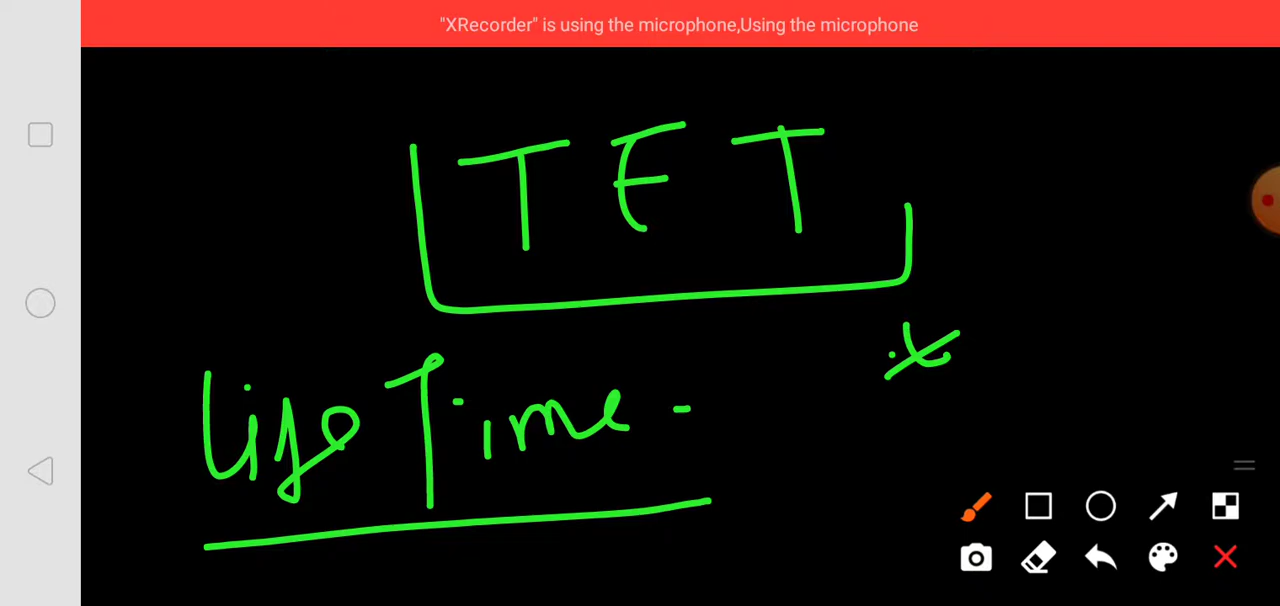 "XRecorder" is using the microphone,Using the microphone
TET
Life Time -